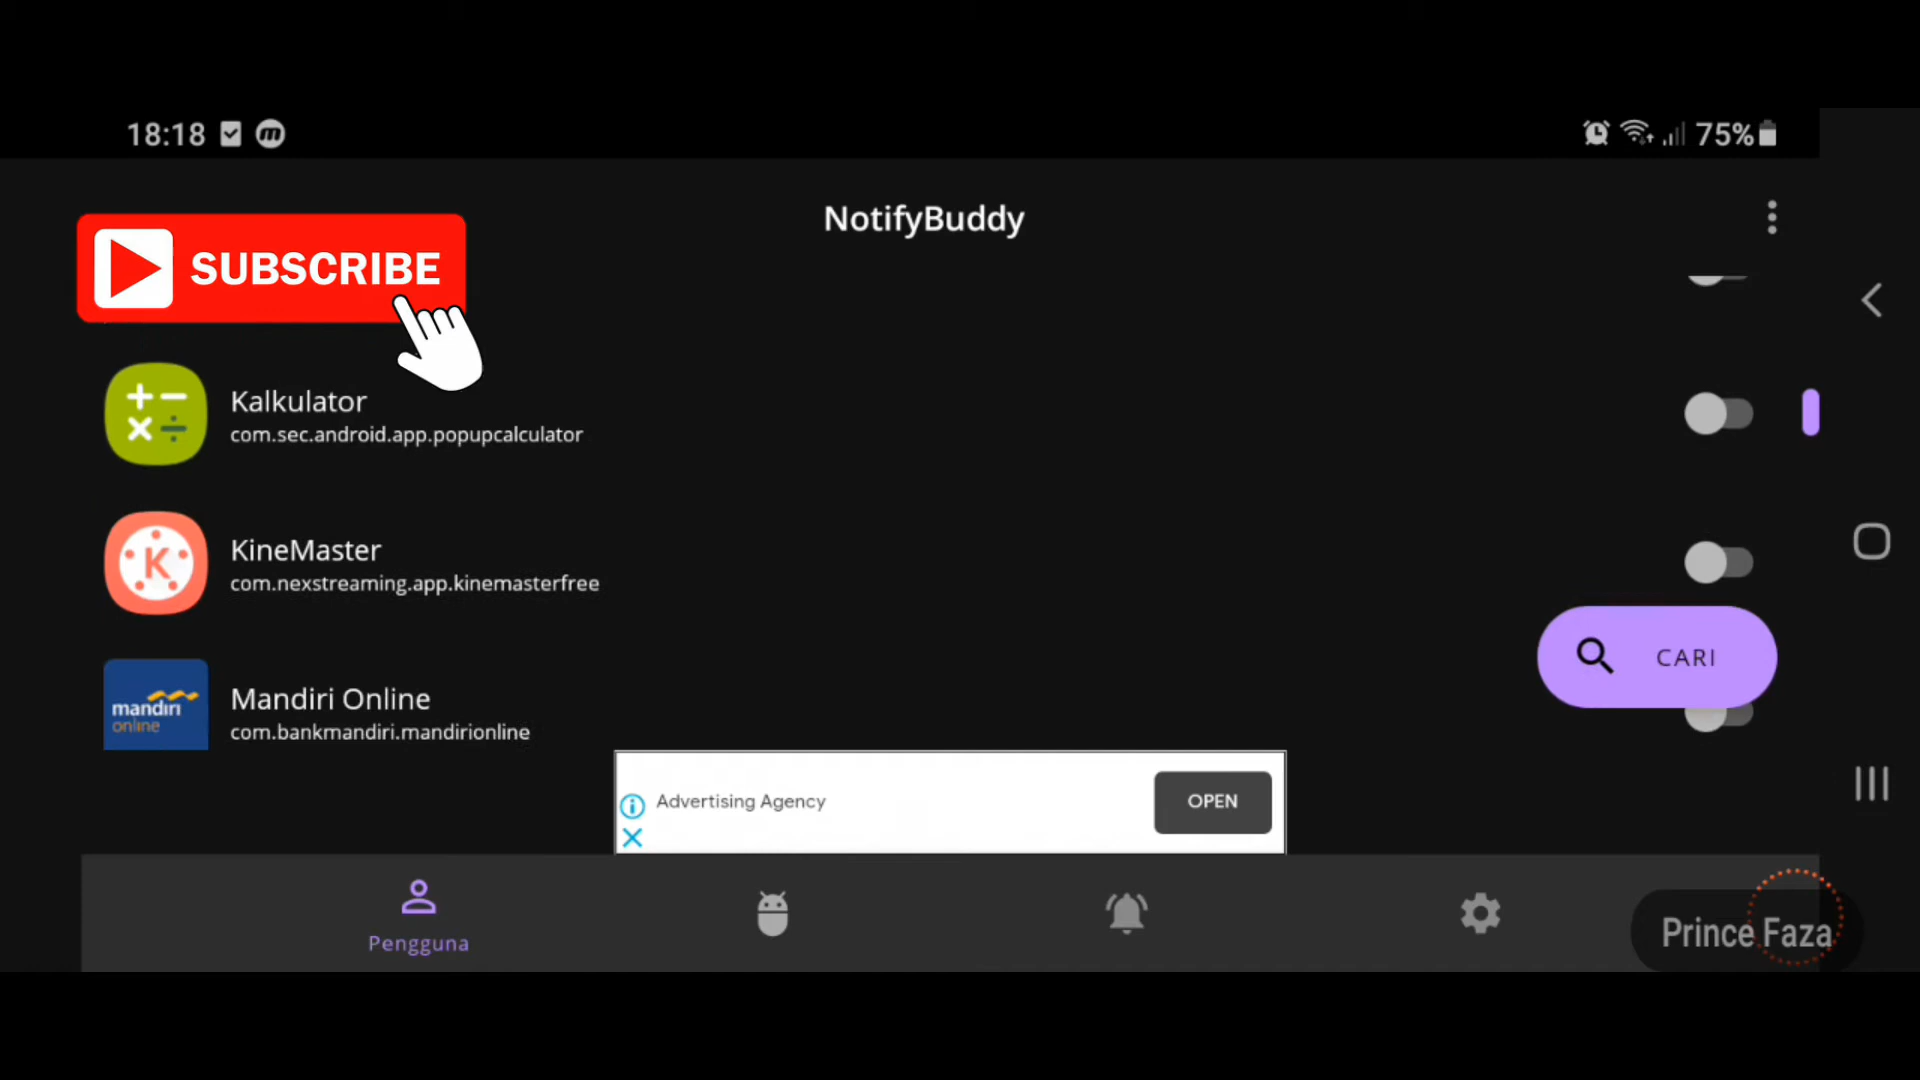 18:18
75%
NotifyBuddy
SUBSCRIBE
Kalkulator
com.sec.android.app.popupcalculator
KineMaster
com.nexstreaming.app.kinemasterfree
CARI
mandiri
online
Mandiri Online
com.bankmandiri.mandirionline
Advertising Agency
OPEN
Pengguna
Prince Faza